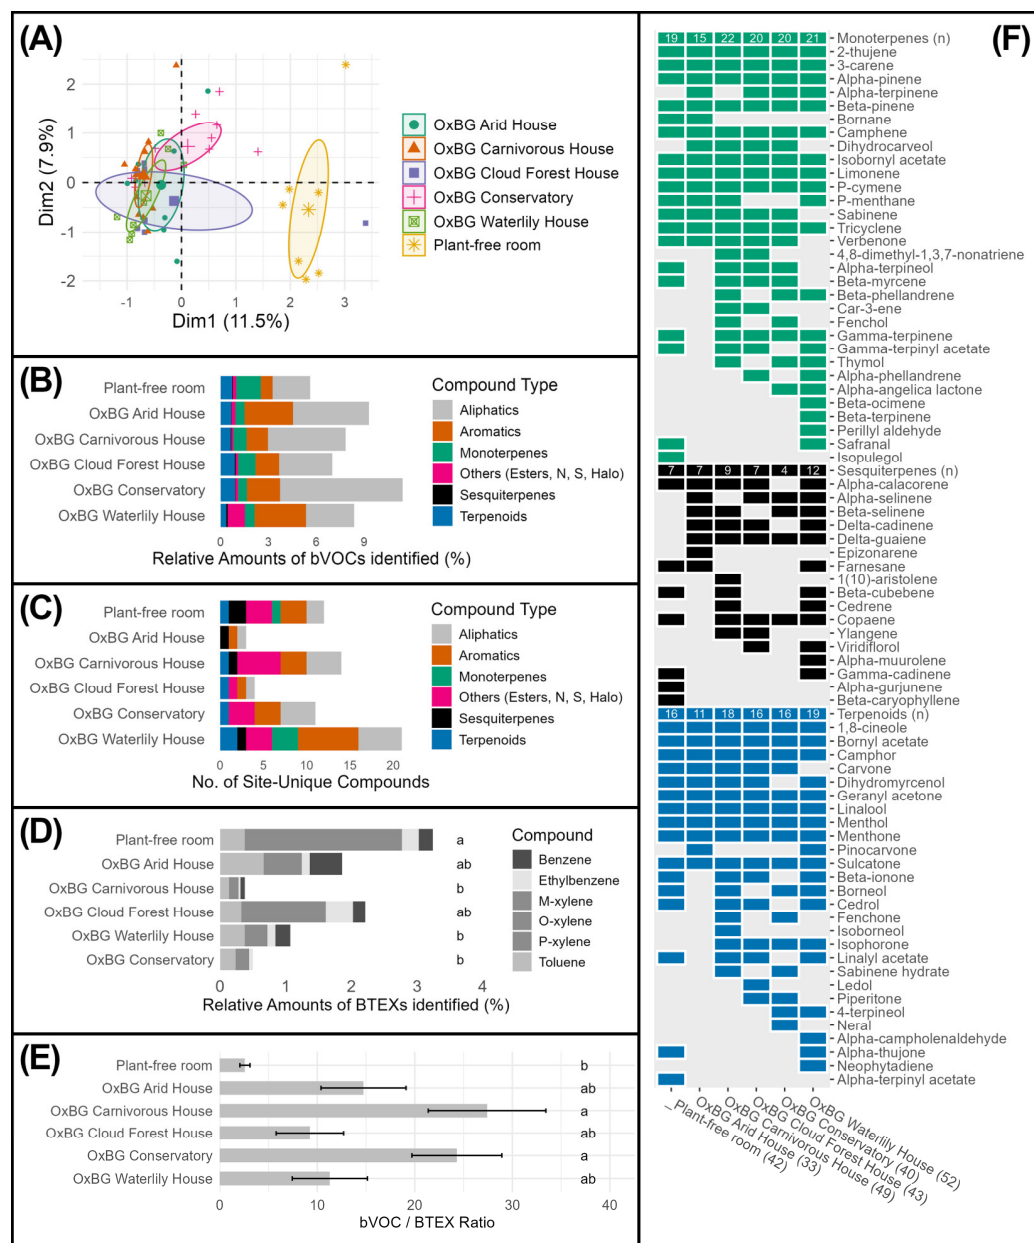 (A)
Dim2 (7.9%)
2
1
0
-1
-2
-1
0
1
2
3
Dim1 (11.5%)
OxBG Arid House
OxBG Carnivorous House
OxBG Cloud Forest House
OxBG Conservatory
OxBG Waterlily House
Plant-free room
(B)
Plant-free room
OxBG Arid House
OxBG Carnivorous House
OxBG Cloud Forest House
OxBG Conservatory
OxBG Waterlily House
0
3
6
9
Relative Amounts of bVOCs identified (%)
Compound Type
Aliphatics
Aromatics
Monoterpenes
Others (Esters, N, S, Halo)
Sesquiterpenes
Terpenoids
(C)
Plant-free room
OxBG Arid House
OxBG Carnivorous House
OxBG Cloud Forest House
OxBG Conservatory
OxBG Waterlily House
0
5
10
15
20
No. of Site-Unique Compounds
Compound Type
Aliphatics
Aromatics
Monoterpenes
Others (Esters, N, S, Halo)
Sesquiterpenes
Terpenoids
(D)
Plant-free room a
OxBG Arid House ab
OxBG Carnivorous House b
OxBG Cloud Forest House ab
OxBG Waterlily House b
OxBG Conservatory b
0
1
2
3
4
Relative Amounts of BTEXs identified (%)
Compound
Benzene
Ethylbenzene
M-xylene
O-xylene
P-xylene
Toluene
(E)
Plant-free room b
OxBG Arid House ab
OxBG Carnivorous House a
OxBG Cloud Forest House ab
OxBG Conservatory a
OxBG Waterlily House ab
0
10
20
30
40
bVOC / BTEX Ratio
(F)
19 15 22 20 20 21 Monoterpenes (n)
2-thujene
3-carene
Alpha-pinene
Alpha-terpinene
Beta-pinene
Bornane
Camphene
Dihydrocarveol
Isobornyl acetate
Limonene
P-cymene
P-menthane
Sabinene
Tricyclene
Verbenone
4,8-dimethyl-1,3,7-nonatriene
Alpha-terpineol
Beta-myrcene
Beta-phellandrene
Car-3-ene
Fenchol
Gamma-terpinene
Gamma-terpinyl acetate
Thymol
Alpha-phellandrene
Alpha-angelica lactone
Beta-ocimene
Beta-terpinene
Perillyl aldehyde
Safranal
Isopulegol
7 7 9 7 4 12 Sesquiterpenes (n)
Alpha-calacorene
Alpha-selinene
Beta-selinene
Delta-cadinene
Delta-guaiene
Epizonarene
Farnesane
1(10)-aristolene
Beta-cubebene
Cedrene
Copaene
Ylangene
Viridiflorol
Alpha-muurolene
Gamma-cadinene
Alpha-gurjunene
Beta-caryophyllene
16 11 18 16 16 19 Terpenoids (n)
1,8-cineole
Bornyl acetate
Camphor
Carvone
Dihydromyrcenol
Geranyl acetone
Linalool
Menthol
Menthone
Pinocarvone
Sulcatone
Beta-ionone
Borneol
Cedrol
Fenchone
Isoborneol
Isophorone
Linalyl acetate
Sabinene hydrate
Ledol
Piperitone
4-terpineol
Neral
Alpha-campholenaldehyde
Alpha-thujone
Neophytadiene
Alpha-terpinyl acetate
_Plant-free room (42)
OxBG Arid House (33)
OxBG Carnivorous House (49)
OxBG Cloud Forest House (43)
OxBG Conservatory (40)
OxBG Waterlily House (52)